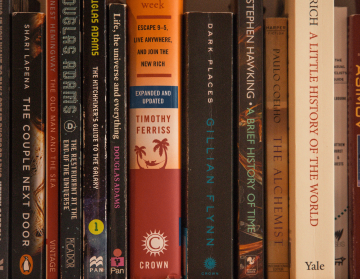 SHARI LAPENA THE COUPLE NEXT DOOR
ERNEST HEMINGWAY THE OLD MAN AND THE SEA
VINTAGE
DOUGLAS ADAMS
THE RESTAURANT AT THE
END OF THE UNIVERSE
PICADOR
DOUGLAS ADAMS THE HITCHHIKER'S GUIDE TO THE GALAXY
1
PAN
Life, the universe and everything DOUGLAS ADAMS
Pan
week
ESCAPE 9-5,
LIVE ANYWHERE,
AND JOIN THE
NEW RICH
EXPANDED AND
UPDATED
TIMOTHY
FERRISS
CROWN
DARK PLACES
GILLIAN FLYNN
STEPHEN HAWKING • A BRIEF HISTORY OF TIME
PAULO COELHO THE ALCHEMIST
RICH A LITTLE HISTORY OF THE WORLD
Yale